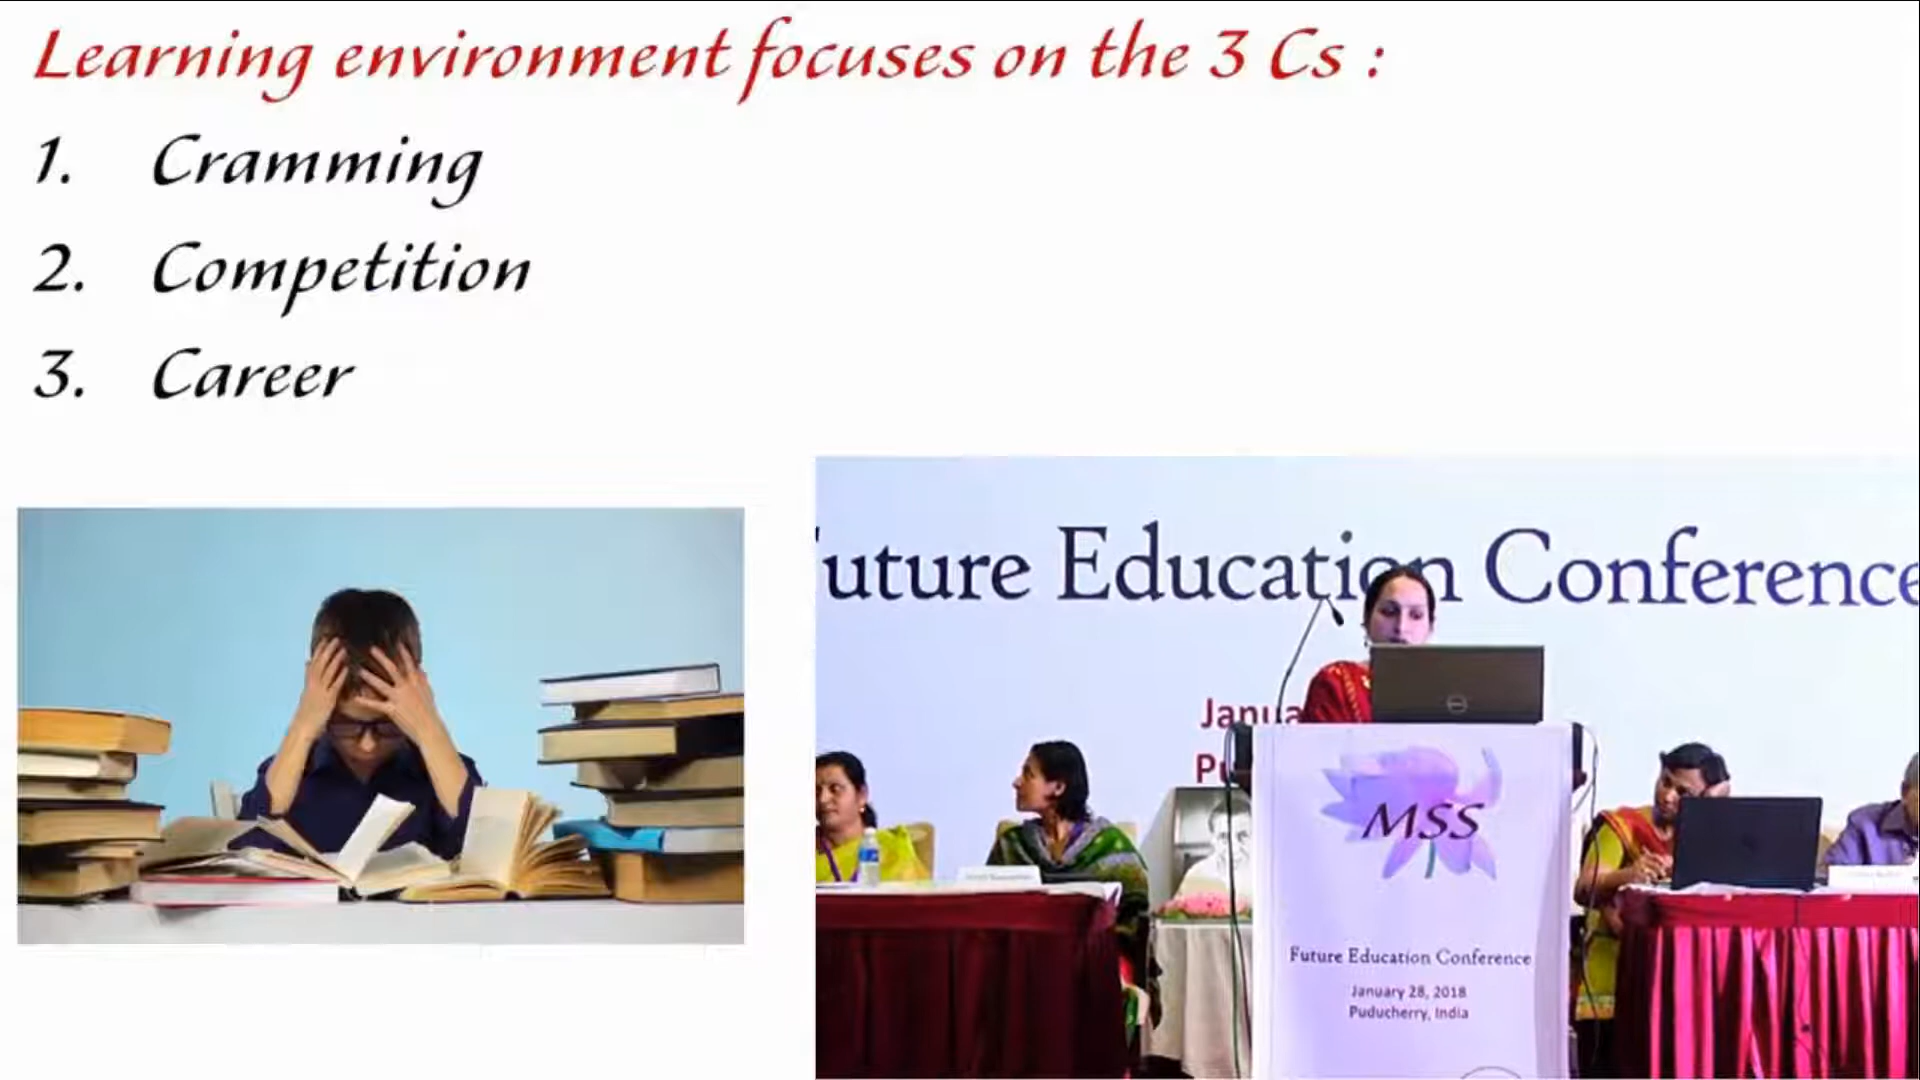 Learning environment focuses on the 3 Cs :
1. Cramming
2. Competition
3. Career
uture Education Conference
MSS
Future Education Conference
January 28, 2018
Puducherry, India